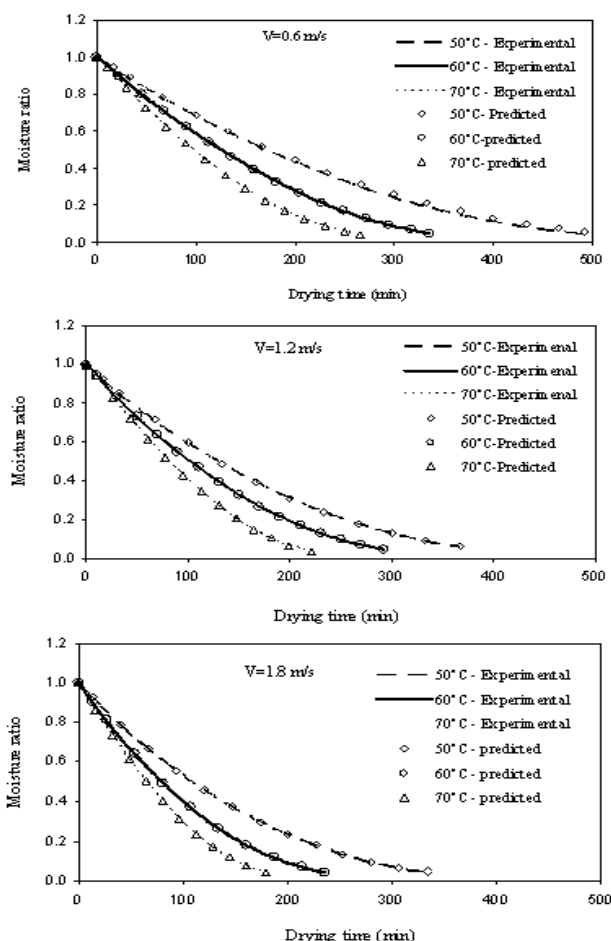 1.2
V=0.6 m/s
50°C - Experimental
1.0
60°C - Experimental
0.8
70°C - Experimental
0.6
50°C- Predicted
0.4
60°C-predicted
0.2
70°C- predicted
0.0
Moisture ratio
0 100 200 300 400 500
Drying time (min)
1.2
V=1.2 m/s
50°C-Experimenal
1.0
60°C-Experimenal
0.8
70°C-Experimenal
0.6
50°C-Predicted
0.4
60°C-Predicted
0.2
70°C-Predicted
0.0
Moisture ratio
0 100 200 300 400 500
Drying time (min)
1.2
V=1.8 m/s
50°C - Experimental
1.0
60°C - Experimental
0.8
70°C - Experimental
0.6
50°C - predicted
0.4
60°C - predicted
0.2
70°C - predicted
0.0
Moisture ratio
0 100 200 300 400 500
Drying time (min)